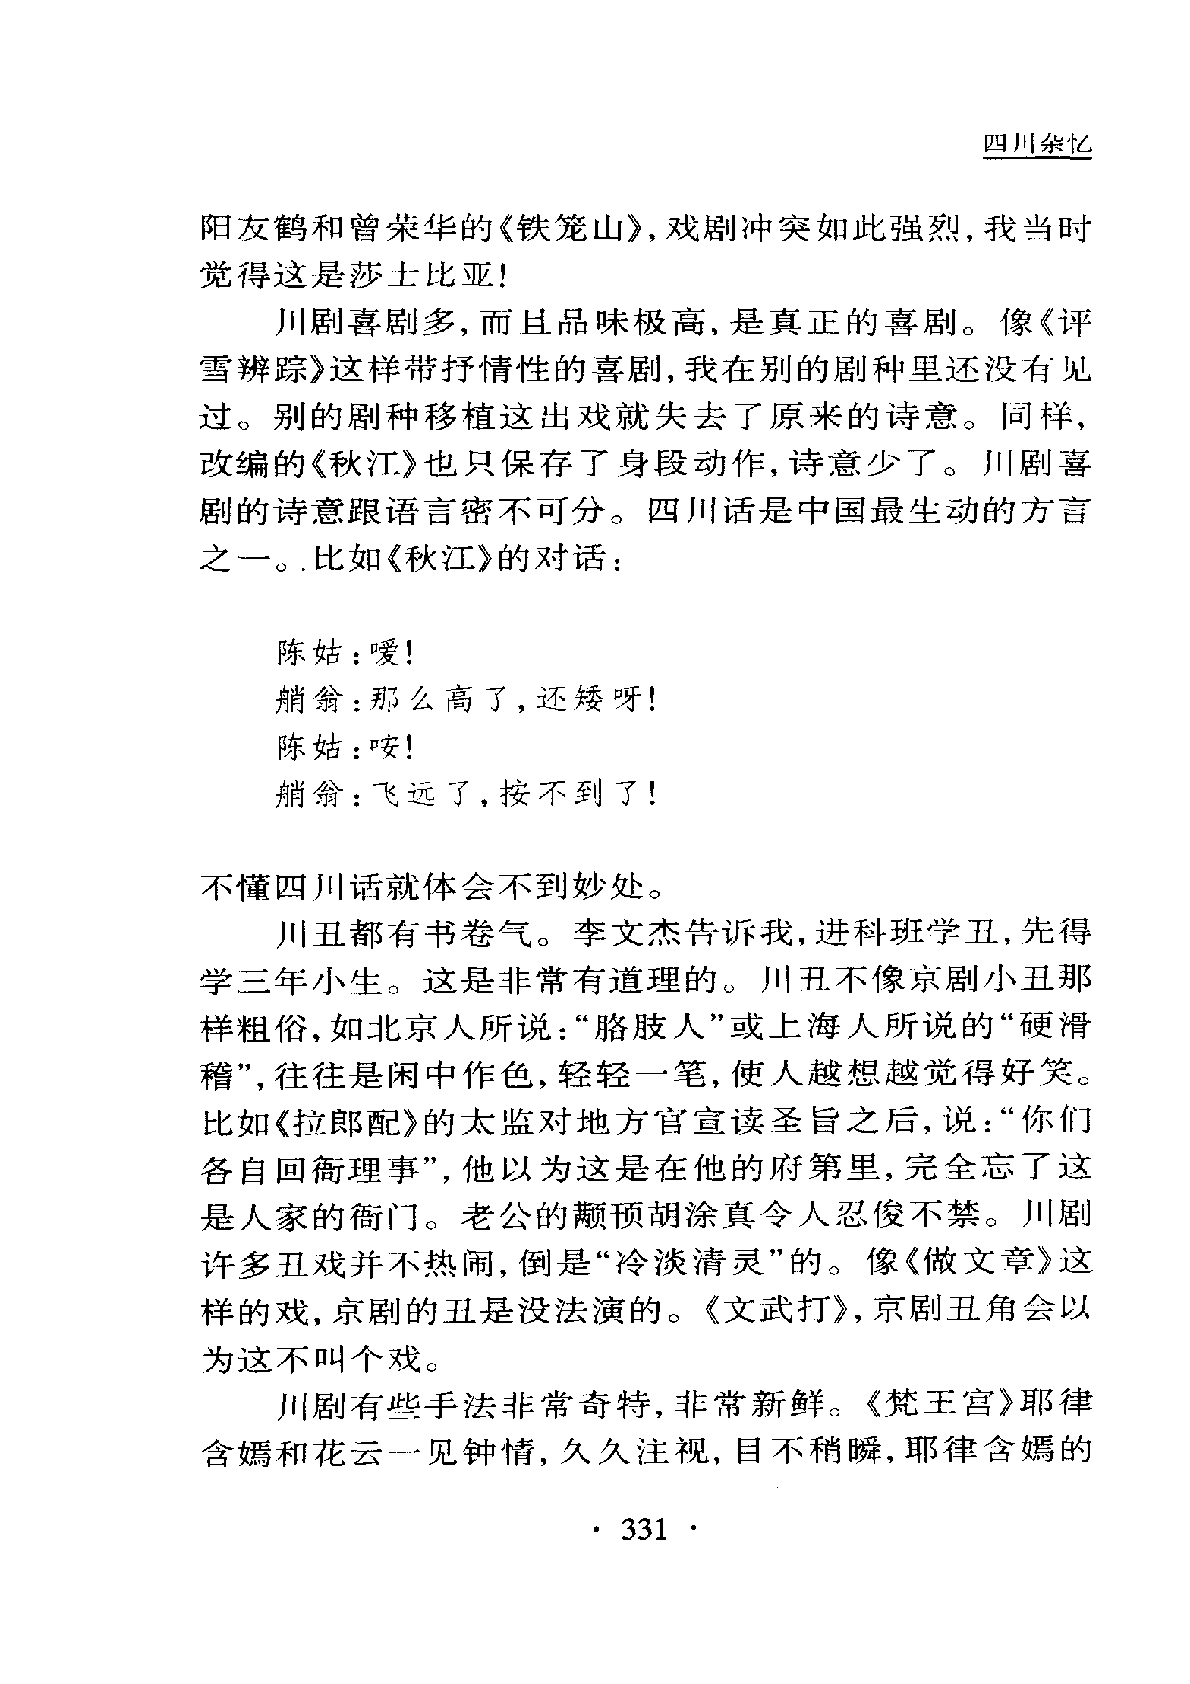 四川杂忆
阳友鹤和曾荣华的《铁笼山》,戏剧冲突如此强烈,我当时
觉得这是莎士比亚!
川剧喜剧多,而且品味极高,是真正的喜剧。像《评
雪辨踪》这样带抒情性的喜剧,我在别的剧种里还没有见
过。别的剧种移植这出戏就失去了原来的诗意。同样,
改编的《秋江》也只保存了身段动作,诗意少了。川剧喜
剧的诗意跟语言密不可分。四川话是中国最生动的方言
之一。比如《秋江》的对话:
陈姑:嗳!
艄翁:那么高了,还矮呀!
陈姑:咹!
艄翁:飞远了,按不到了!
不懂四川话就体会不到妙处。
川丑都有书卷气。李文杰告诉我,进科班学丑,先得
学三年小生。这是非常有道理的。川丑不像京剧小丑那
样粗俗,如北京人所说:“胳肢人”或上海人所说的“硬滑
稽”,往往是闲中作色,轻轻一笔,使人越想越觉得好笑。
比如《拉郎配》的太监对地方官宣读圣旨之后,说:“你们
各自回衙理事”,他以为这是在他的府第里,完全忘了这
是人家的衙门。老公的颟顸胡涂真令人忍俊不禁。川剧
许多丑戏并不热闹,倒是“冷淡清灵”的。像《做文章》这
样的戏,京剧的丑是没法演的。《文武打》,京剧丑角会以
为这不叫个戏。
川剧有些手法非常奇特,非常新鲜。《梵王宫》耶律
含嫣和花云一见钟情,久久注视,目不稍瞬,耶律含嫣的
· 331 ·